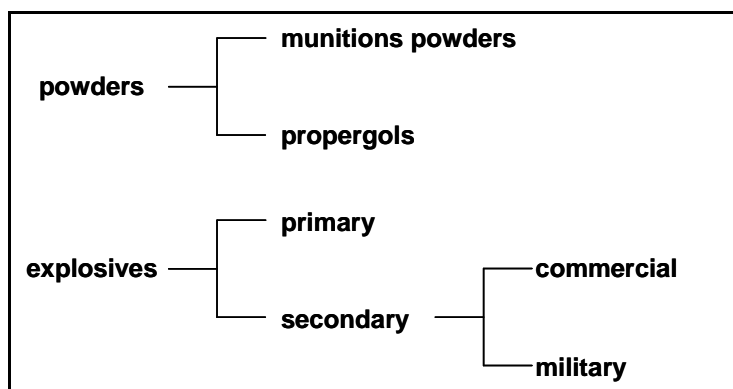 munitions powders
powders
propergols
primary
explosives
commercial
secondary
military